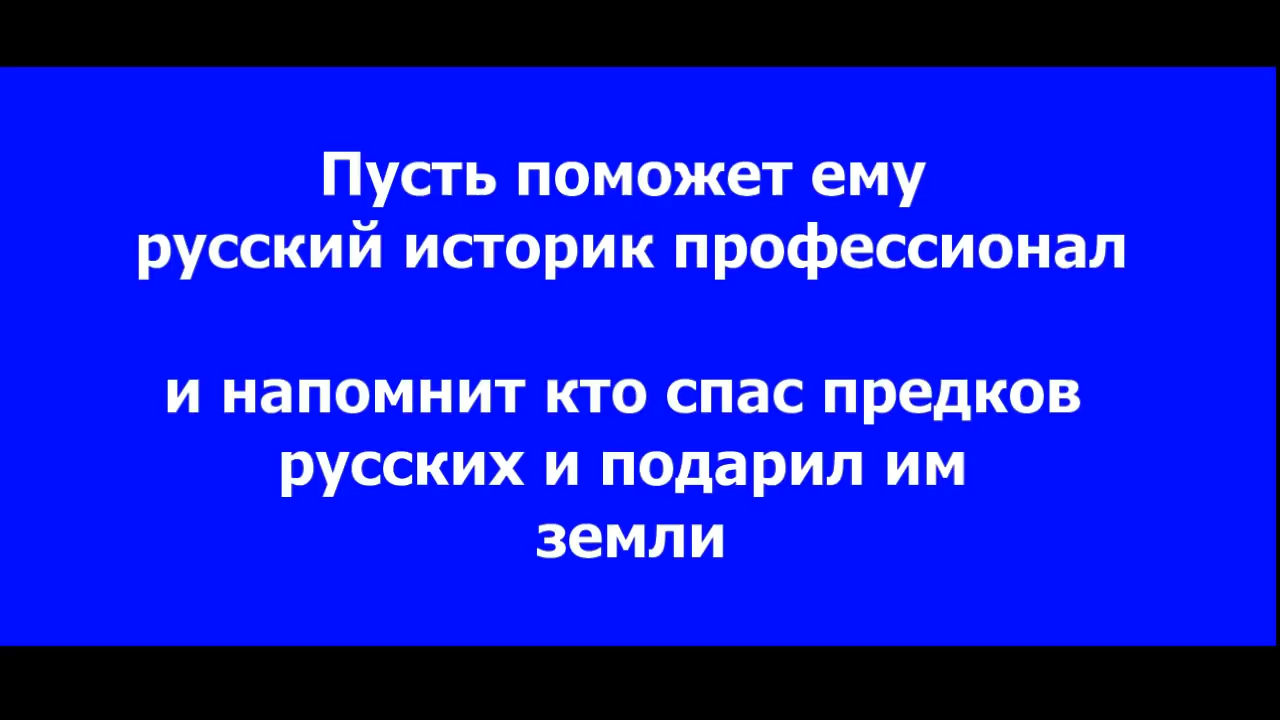 Пусть поможет ему
русский историк профессионал
и напомнит кто спас предков
русских и подарил им
земли